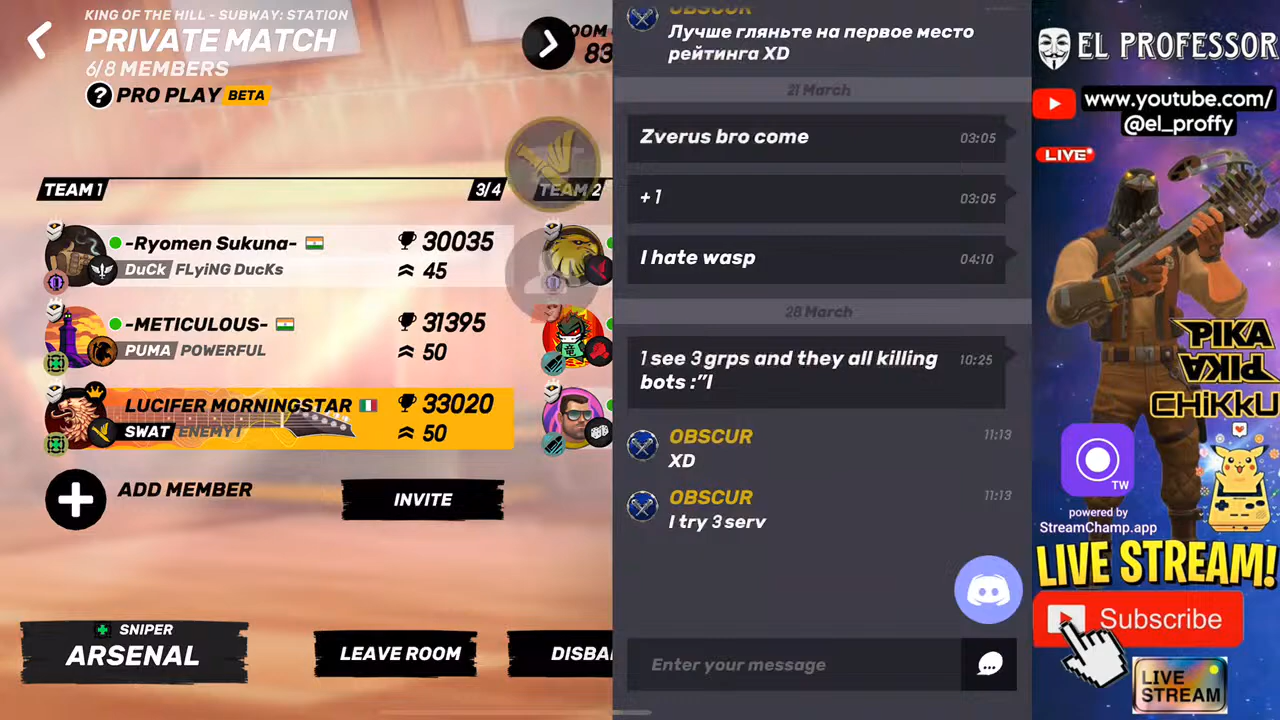 KING OF THE HILL - SUBWAY: STATION
PRIVATE MATCH
6/8 MEMBERS
? PRO PLAY BETA
83
TEAM 1
3/4
TEAM 2
-Ryomen Sukuna-
30035
DuCk FLyiNG DucKs
45
-METICULOUS-
31395
PUMA POWERFUL
50
LUCIFER MORNINGSTAR
33020
SWAT ENEMY1
50
ADD MEMBER
INVITE
SNIPER
ARSENAL
LEAVE ROOM
DISBA
OBSCUR
Лучше гляньте на первое место
рейтинга XD
21 March
Zverus bro come
03:05
+ 1
03:05
I hate wasp
04:10
28 March
1 see 3 grps and they all killing
bots :"I
10:25
OBSCUR
11:13
XD
OBSCUR
11:13
I try 3 serv
Enter your message
EL PROFESSOR
www.youtube.com/
@el_proffy
LIVE
PIKA
PIKA
CHiKKU
TW
powered by
StreamChamp.app
LIVE STREAM!
Subscribe
LIVE
STREAM